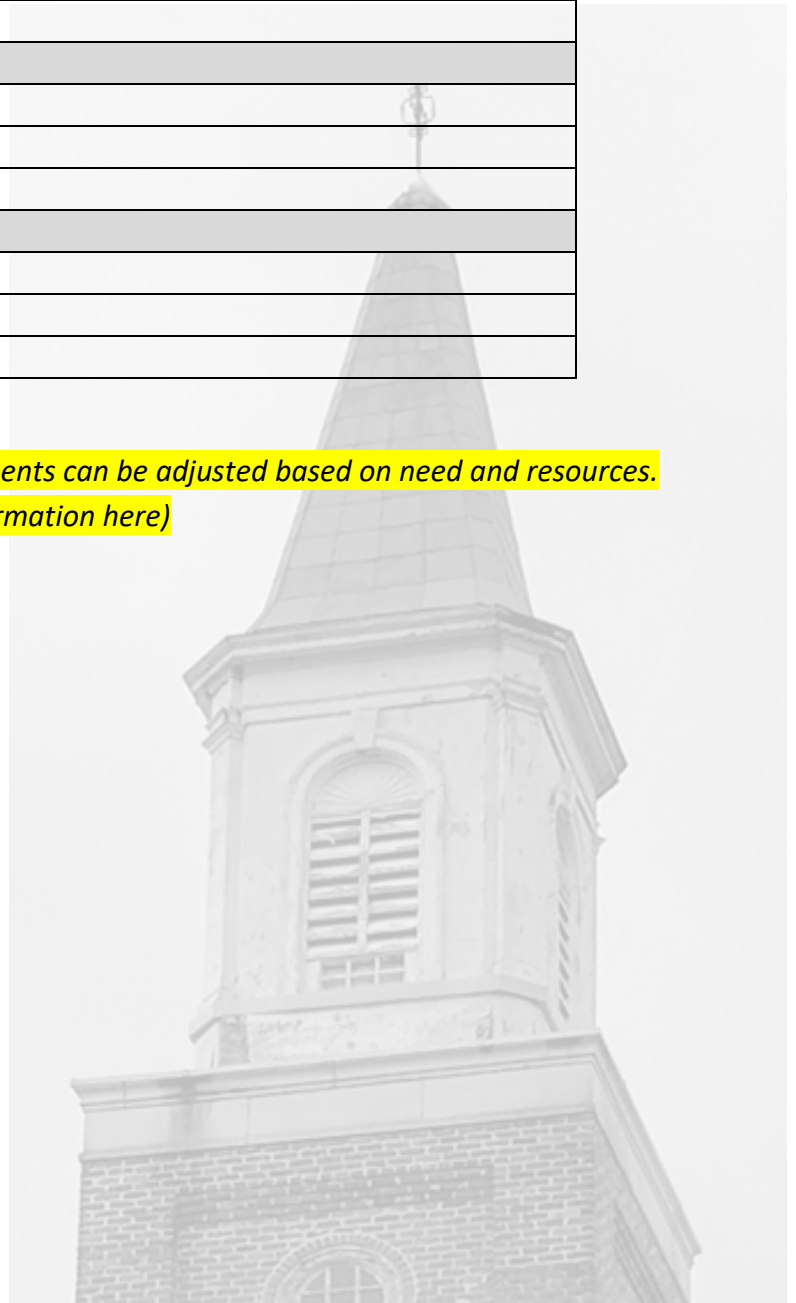 ents can be adjusted based on need and resources.
rmation here)